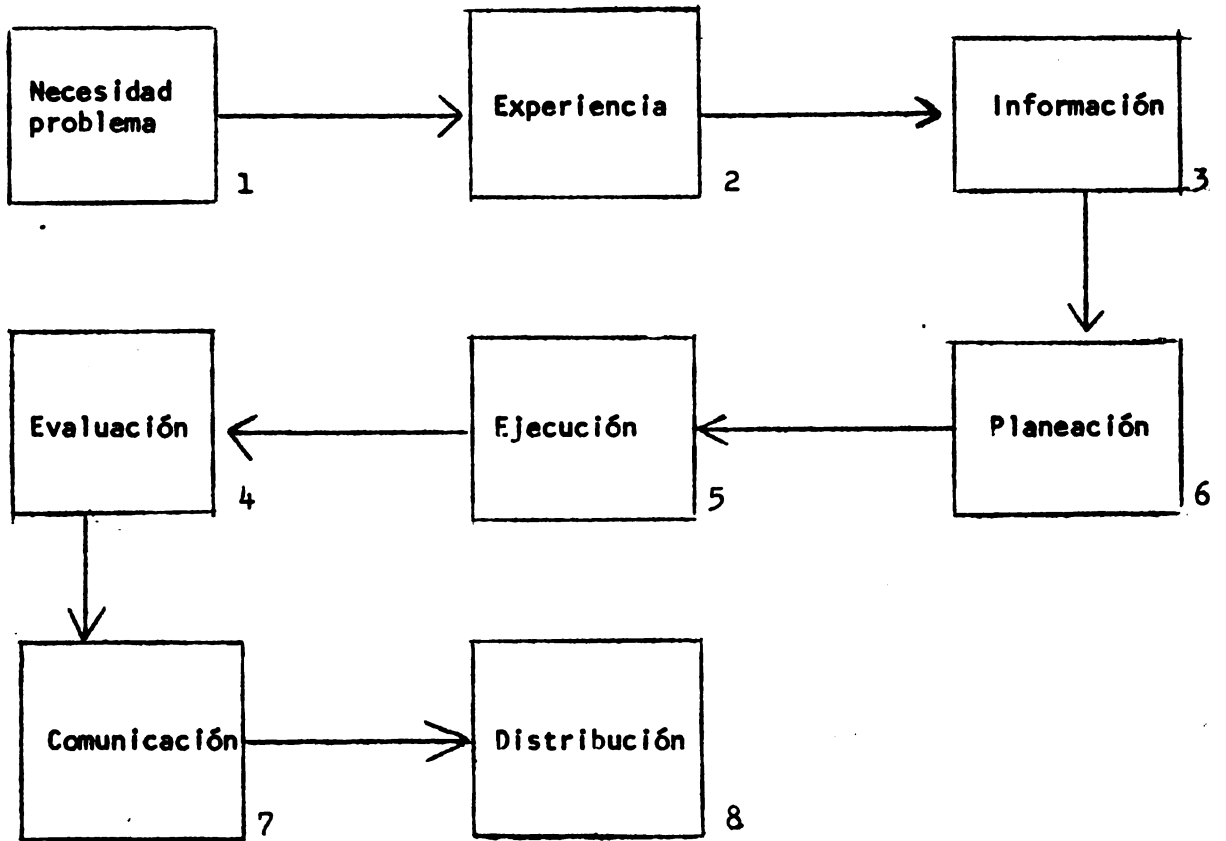 Necesidad
problema
1
Experiencia
2
Información
3
Evaluación
4
Ejecución
5
Planeación
6
Comunicación
7
Distribución
8